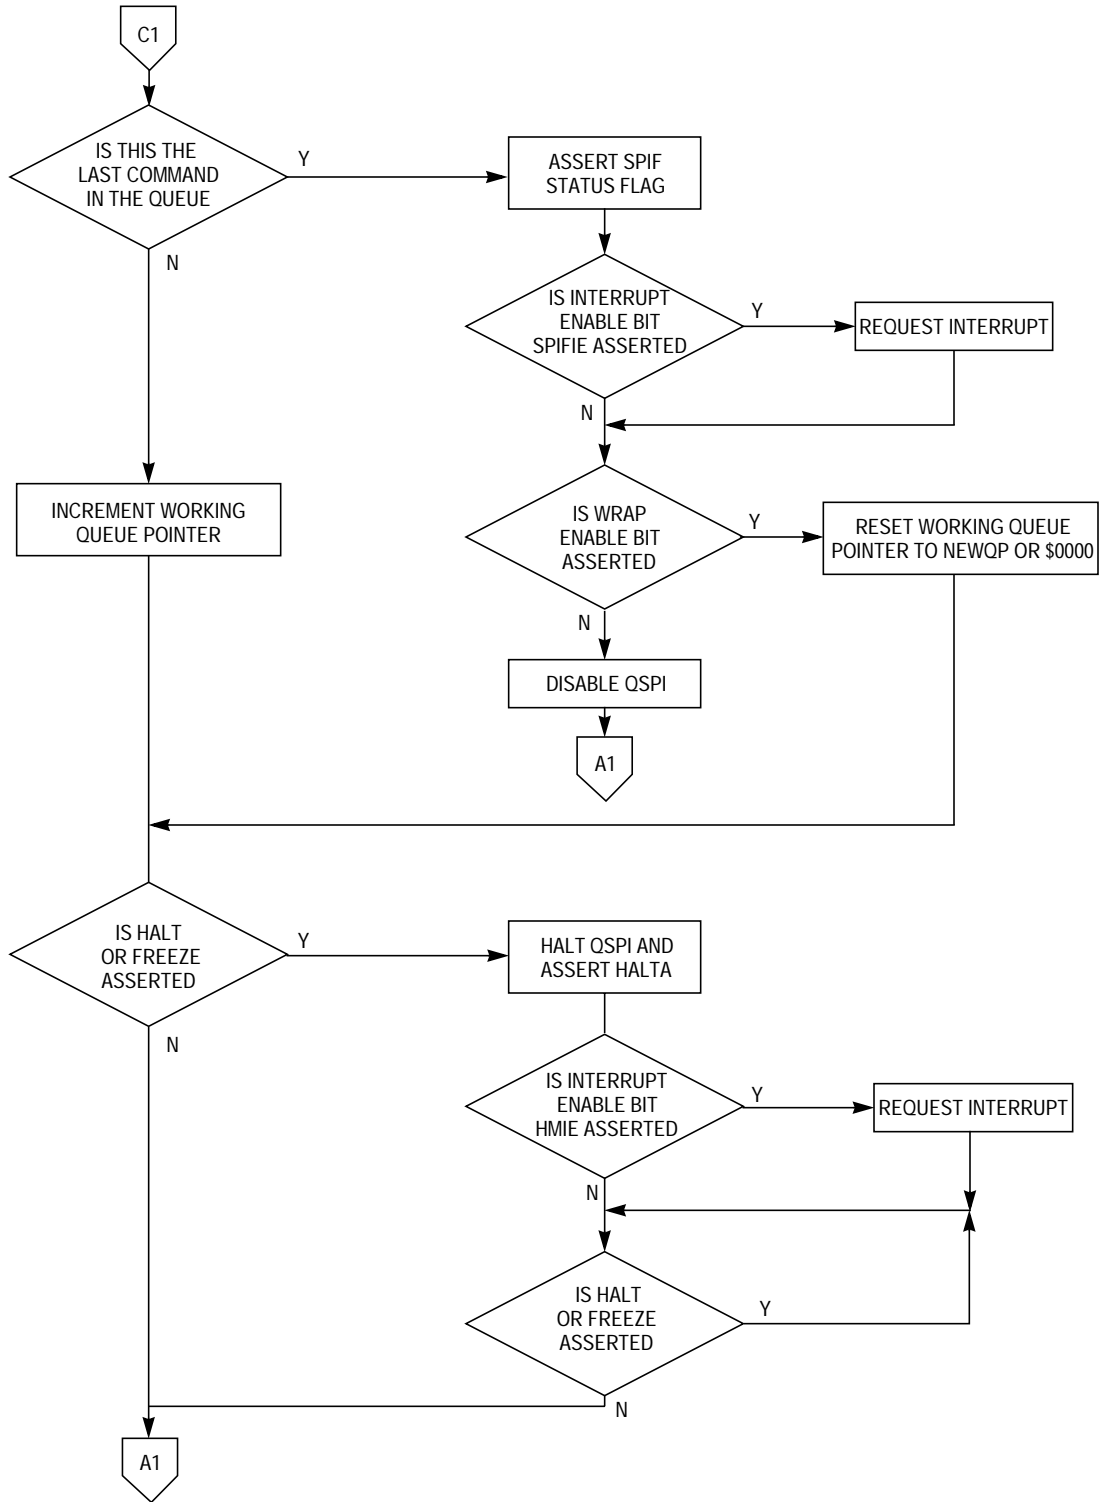 C1
IS THIS THE
LAST COMMAND
IN THE QUEUE
Y
ASSERT SPIF
STATUS FLAG
N
IS INTERRUPT
ENABLE BIT
SPIFIE ASSERTED
Y
REQUEST INTERRUPT
N
INCREMENT WORKING
QUEUE POINTER
IS WRAP
ENABLE BIT
ASSERTED
Y
RESET WORKING QUEUE
POINTER TO NEWQP OR $0000
N
DISABLE QSPI
A1
IS HALT
OR FREEZE
ASSERTED
Y
HALT QSPI AND
ASSERT HALTA
N
IS INTERRUPT
ENABLE BIT
HMIE ASSERTED
Y
REQUEST INTERRUPT
N
IS HALT
OR FREEZE
ASSERTED
Y
N
A1